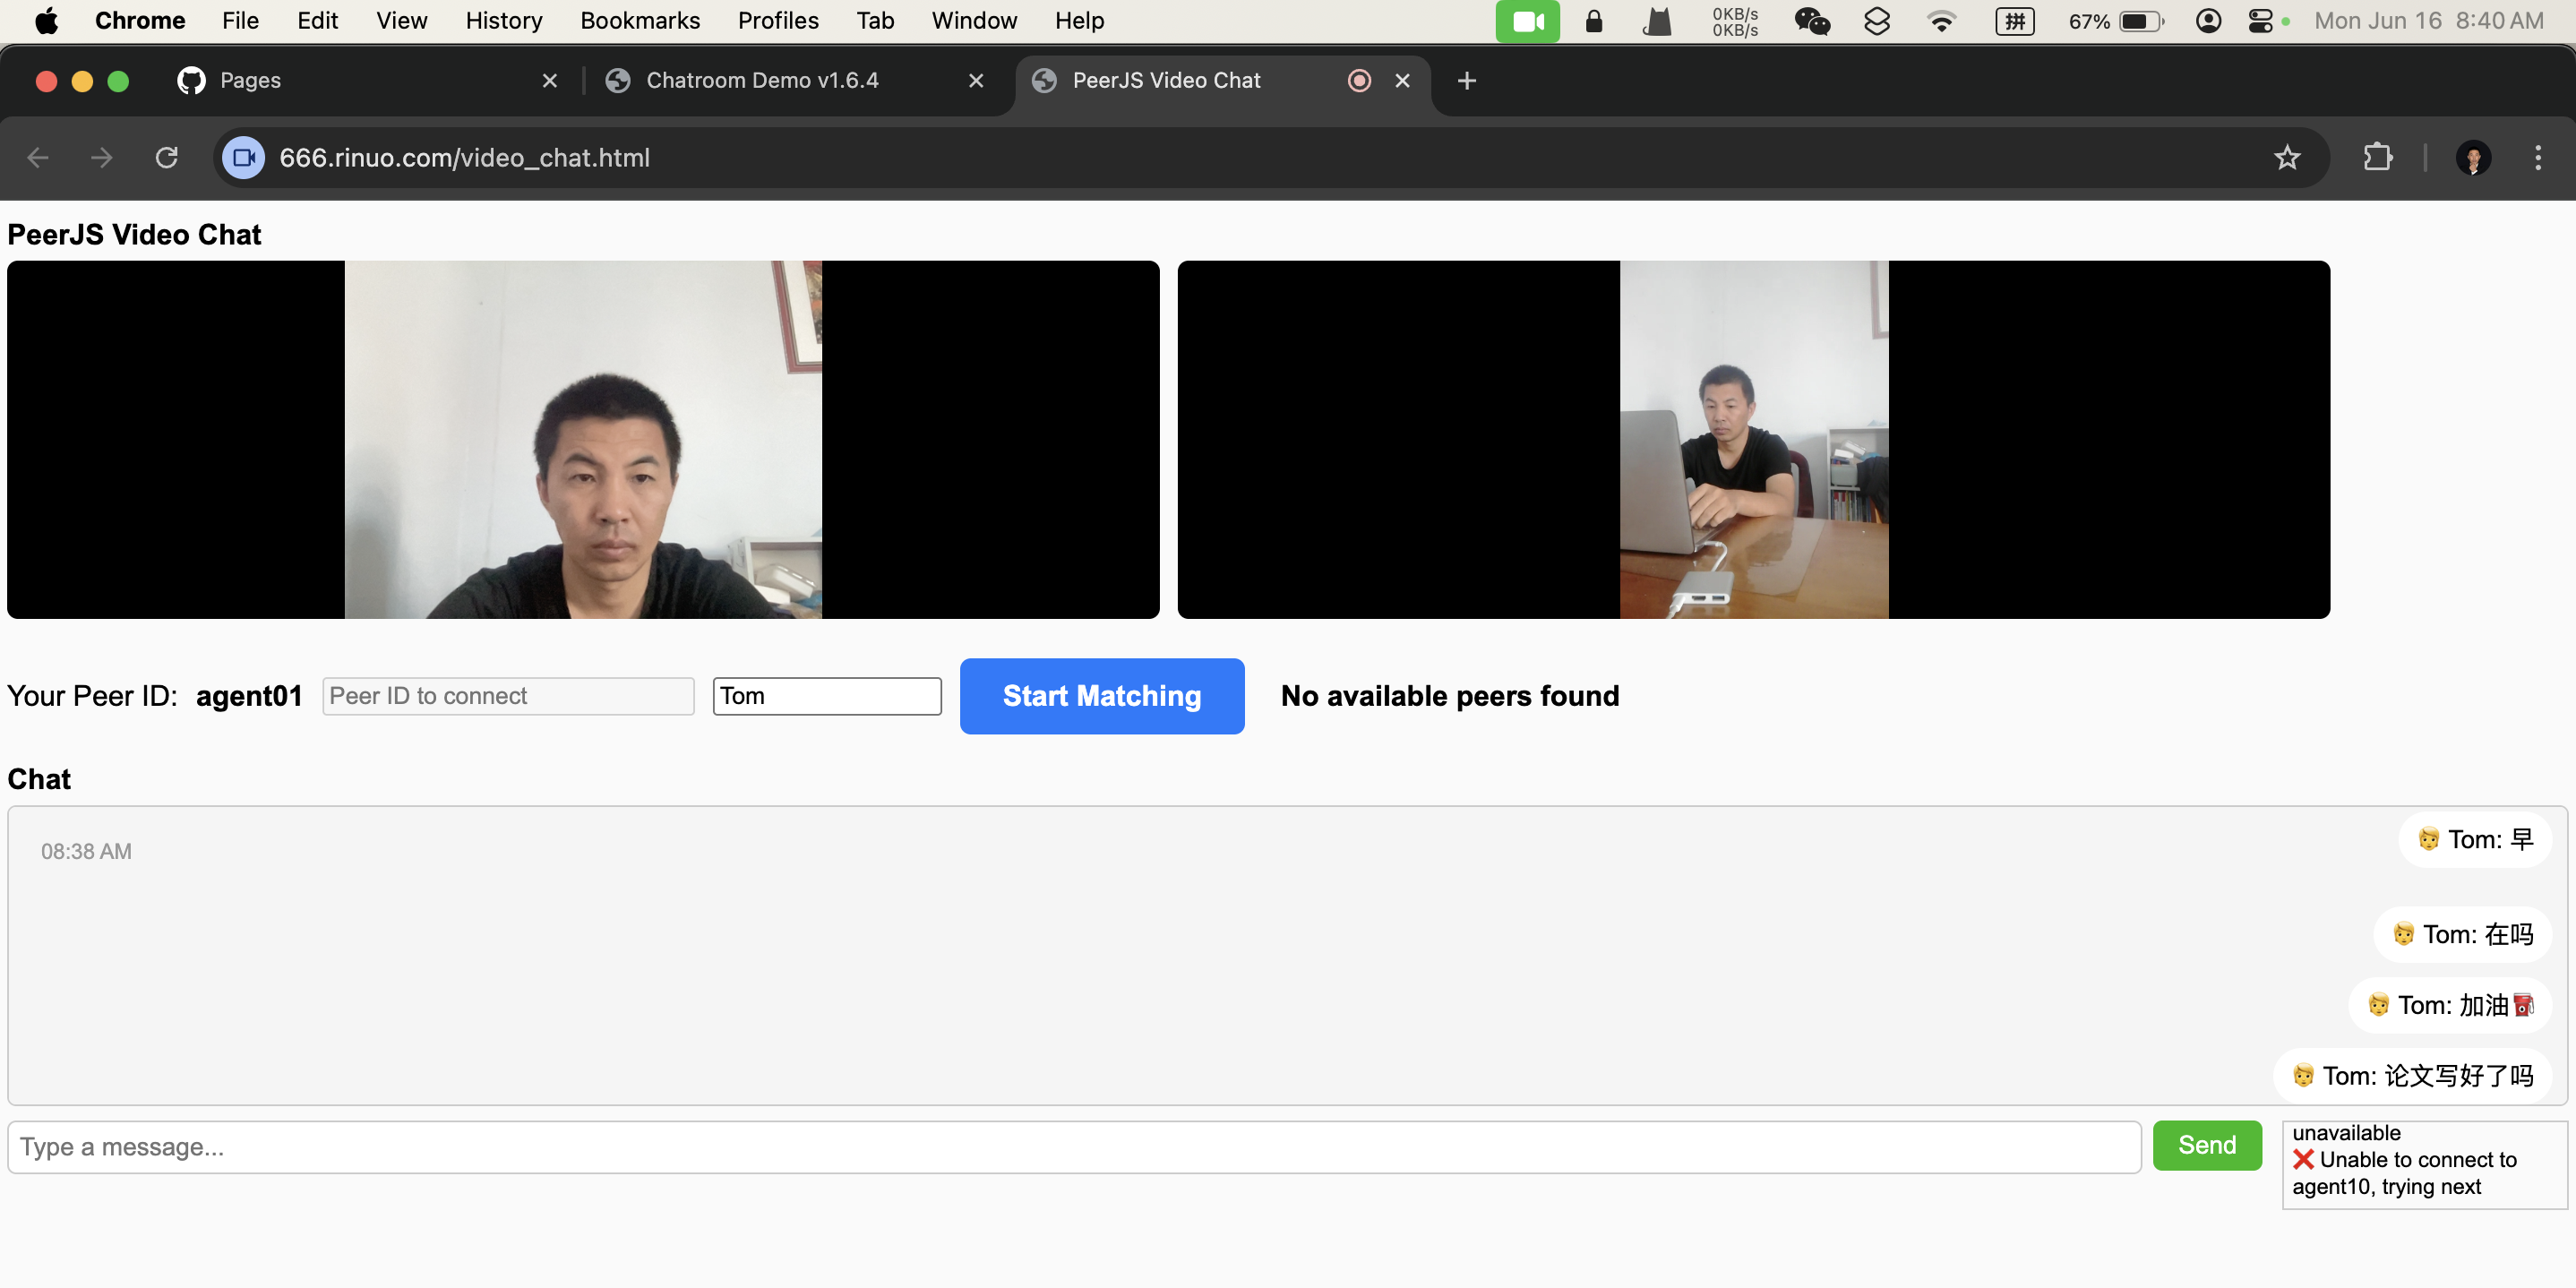 Chrome File Edit View History Bookmarks Profiles Tab Window Help 0KB/s 0KB/s 拼 67% Mon Jun 16 8:40 AM
Pages Chatroom Demo v1.6.4 PeerJS Video Chat
666.rinuo.com/video_chat.html
PeerJS Video Chat
Your Peer ID: agent01 Peer ID to connect Tom Start Matching No available peers found
Chat
08:38 AM
👨 Tom: 早
👨 Tom: 在吗
👨 Tom: 加油⛽
👨 Tom: 论文写好了吗
Type a message... Send
unavailable
❌ Unable to connect to
agent10, trying next